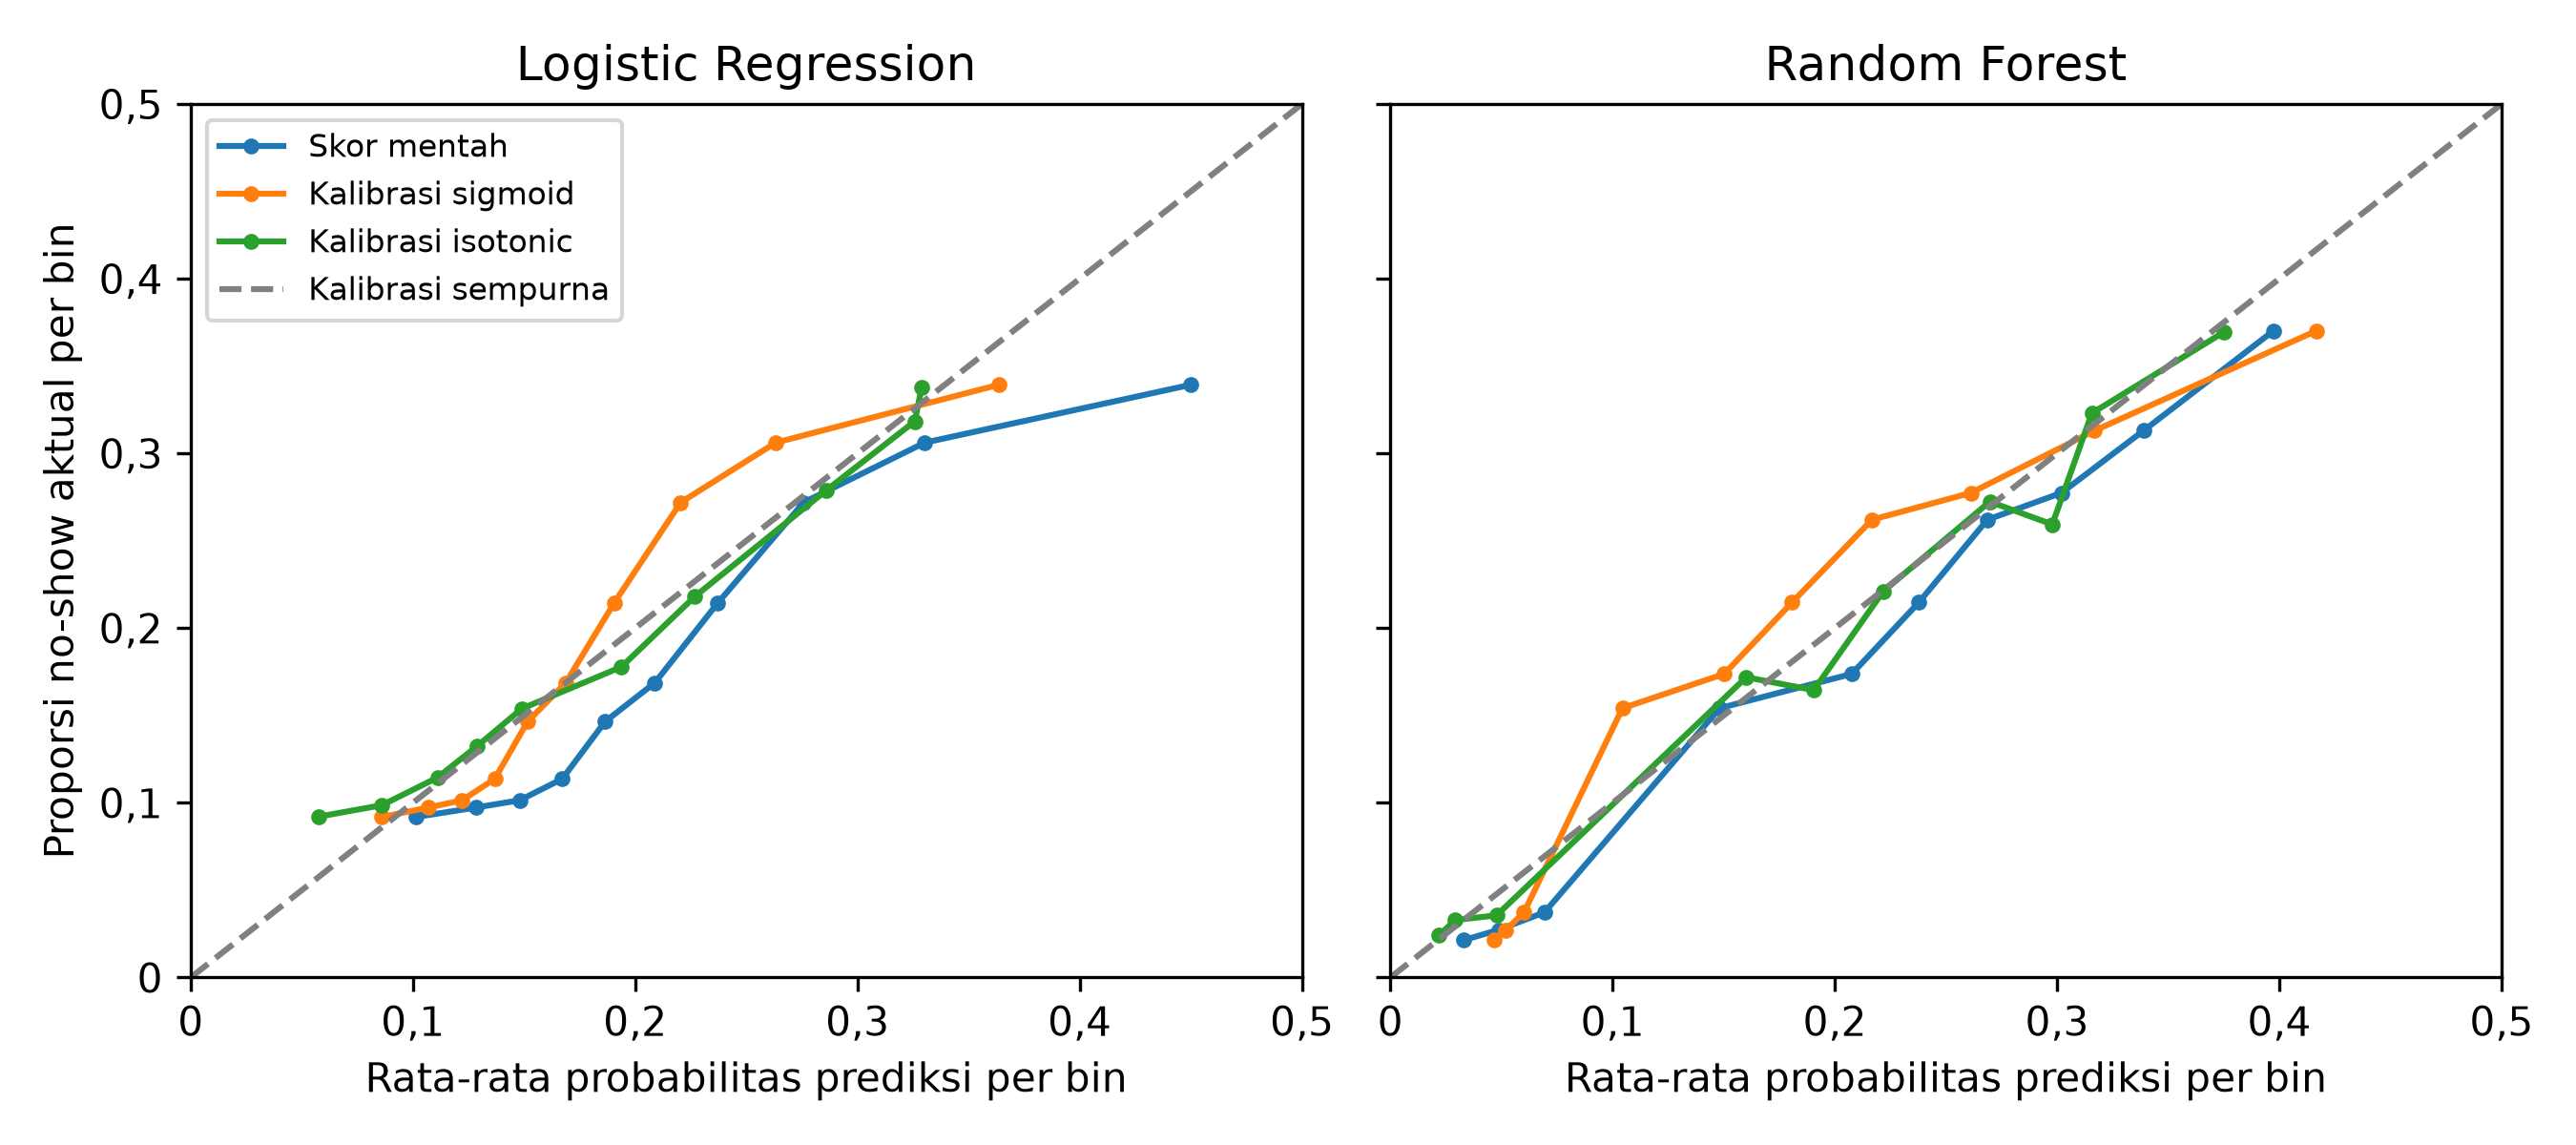 Logistic Regression
Random Forest
Skor mentah
Kalibrasi sigmoid
Kalibrasi isotonic
Kalibrasi sempurna
Proporsi no-show aktual per bin
0,5
0,4
0,3
0,2
0,1
0
0 0,1 0,2 0,3 0,4 0,5
0 0,1 0,2 0,3 0,4 0,5
Rata-rata probabilitas prediksi per bin
Rata-rata probabilitas prediksi per bin